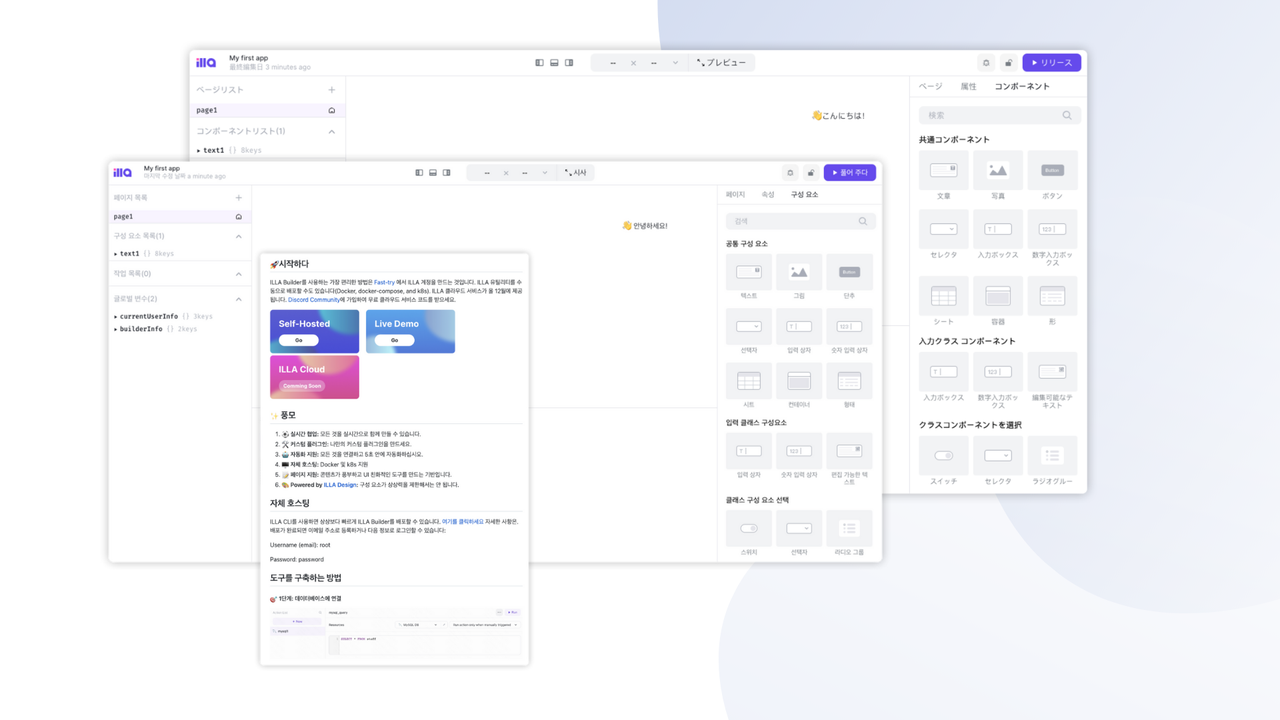 illa
My first app
最終編集日 3 minutes ago
プレビュー
リリース
ページリスト
page1
コンポーネントリスト(1)
text1 {} 8keys
👋こんにちは!
ページ 属性 コンポーネント
検索
共通コンポーネント
文章 写真 ボタン
Button
セレクタ 入力ボックス 数字入力ボックス
シート 容器 形
入力クラス コンポーネント
入力ボックス 数字入力ボックス 編集可能なテキスト
クラスコンポーネントを選択
スイッチ セレクタ ラジオグルー
illa
My first app
마지막 수정 날짜 a minute ago
시사
풀어 주다
페이지 목록
page1
구성 요소 목록(1)
text1 {} 8keys
작업 목록(0)
글로벌 변수(2)
currentUserInfo {} 3keys
builderInfo {} 2keys
👋 안녕하세요!
페이지 속성 구성 요소
검색
공통 구성 요소
Button
텍스트 그림 단추
선택자 입력 상자 숫자 입력 상자
시트 컨테이너 형태
입력 클래스 구성요소
입력 상자 숫자 입력 상자 편집 가능한 텍스트
클래스 구성 요소 선택
스위치 선택자 라디오 그룹
🚀시작하다
ILLA Builder를 사용하는 가장 편리한 방법은 Fast-try 에서 ILLA 계정을 만드는 것입니다. ILLA 유틸리티를 수
동으로 배포할 수도 있습니다(Docker, docker-compose, and k8s). ILLA 클라우드 서비스가 올 12월에 제공
됩니다. Discord Community에 가입하여 무료 클라우드 서비스 코드를 받으세요.
Self-Hosted
Go
Live Demo
Go
ILLA Cloud
Comming Soon
✨ 풍모
1. ⚽ 실시간 협업: 모든 것을 실시간으로 함께 만들 수 있습니다.
2. 🛠 커스텀 플러그인: 나만의 커스텀 플러그인을 만드세요.
3. 🤖 자동화 지원: 모든 것을 연결하고 5초 안에 자동화하십시오.
4. 🖥 자체 호스팅: Docker 및 k8s 지원
5. 📝 페이지 지원: 콘텐츠가 풍부하고 UI 친화적인 도구를 만드는 기반입니다.
6. 🎨 Powered by ILLA Design: 구성 요소가 상상력을 제한해서는 안 됩니다.
자체 호스팅
ILLA CLI를 사용하면 상상보다 빠르게 ILLA Builder를 배포할 수 있습니다. 여기를 클릭하세요 자세한 사항은.
배포가 완료되면 이메일 주소로 등록하거나 다음 정보로 로그인할 수 있습니다:
Username (email): root
Password: password
도구를 구축하는 방법
🎯 1단계: 데이터베이스에 연결
+ New
Resources
Run